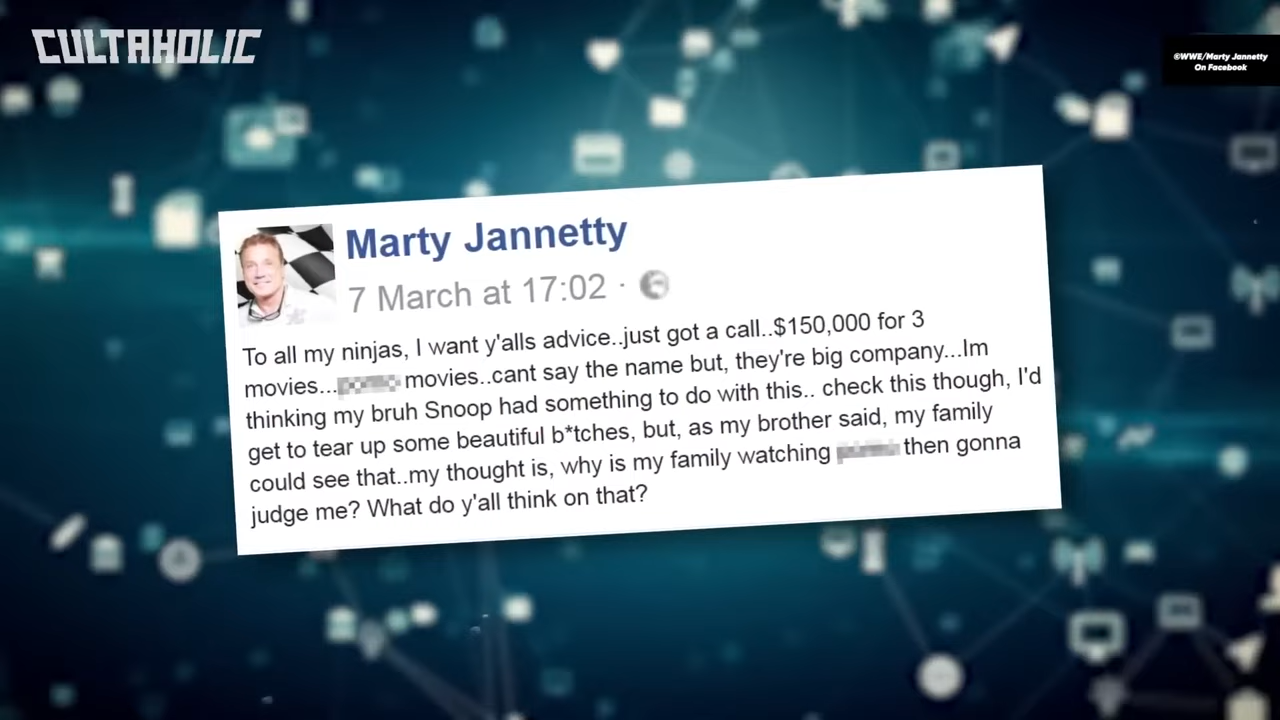 CULTAHOLIC
©WWE/Marty Jannetty
On Facebook
Marty Jannetty
7 March at 17:02 ·
To all my ninjas, I want y'alls advice..just got a call..$150,000 for 3
movies... movies..cant say the name but, they're big company...Im
thinking my bruh Snoop had something to do with this.. check this though, I'd
get to tear up some beautiful b*tches, but, as my brother said, my family
could see that..my thought is, why is my family watching then gonna
judge me? What do y'all think on that?